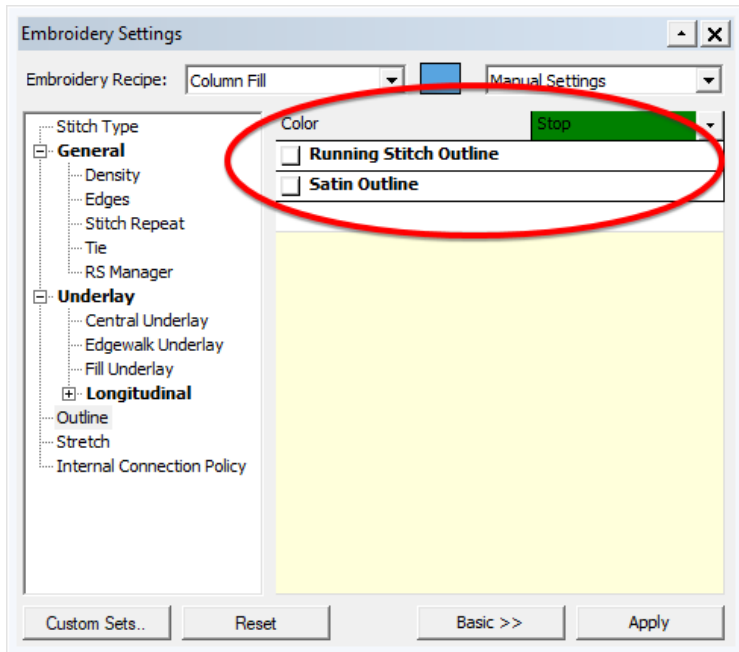 Embroidery Settings
Embroidery Recipe: Column Fill Manual Settings
Stitch Type
General
Density
Edges
Stitch Repeat
Tie
RS Manager
Underlay
Central Underlay
Edgewalk Underlay
Fill Underlay
Longitudinal
Outline
Stretch
Internal Connection Policy
Color Stop
Running Stitch Outline
Satin Outline
Custom Sets.. Reset Basic >> Apply